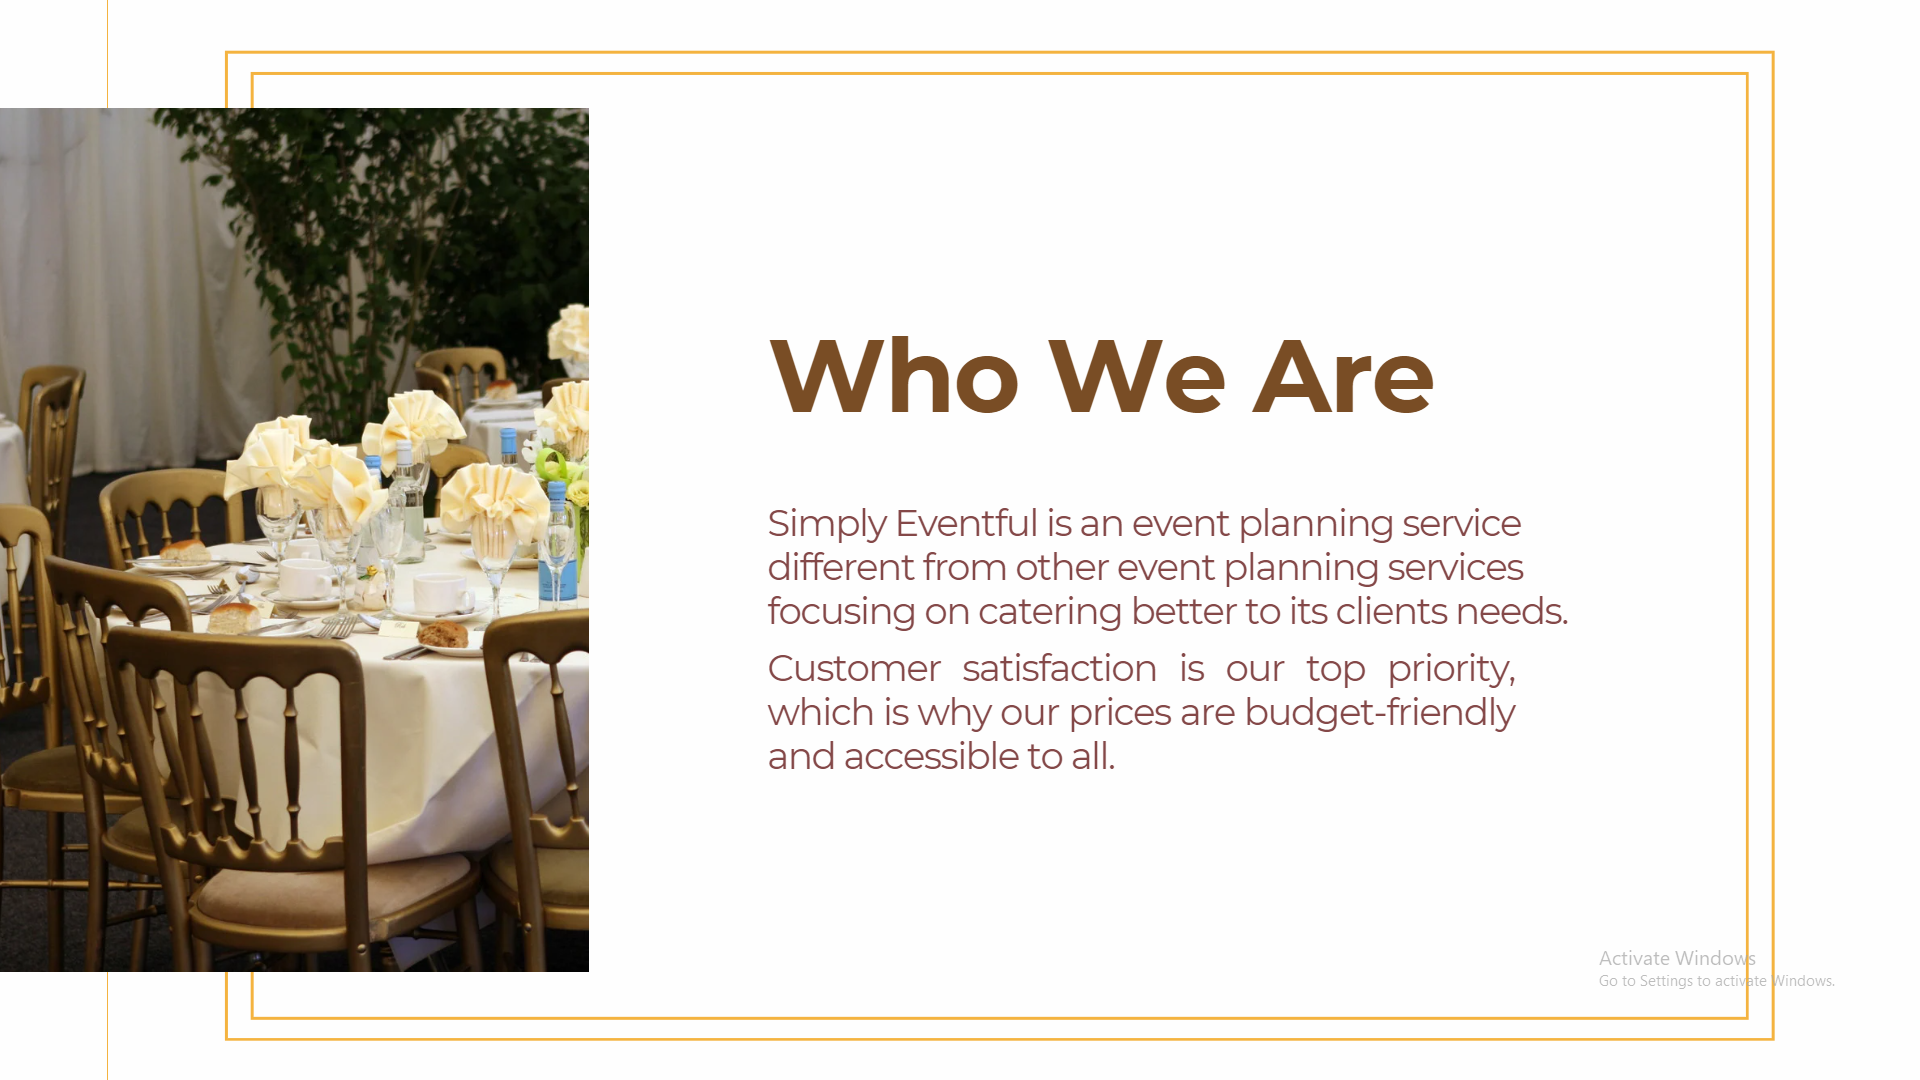 Who We Are
Simply Eventful is an event planning service
different from other event planning services
focusing on catering better to its clients needs.
Customer satisfaction is our top priority,
which is why our prices are budget-friendly
and accessible to all.
Activate Windows
Go to Settings to activate Windows.